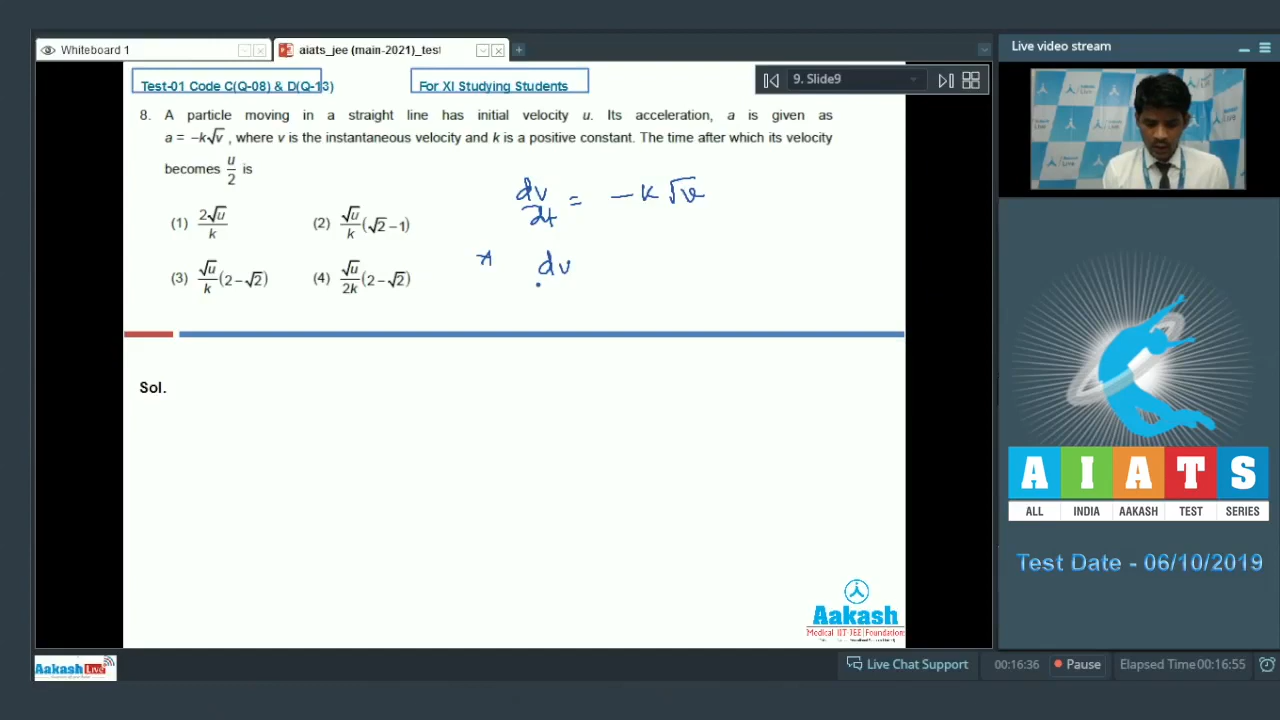 Whiteboard 1
aiats_jee (main-2021)_test
Live video stream
Test-01 Code C(Q-08) & D(Q-13)
For XI Studying Students
9. Slide9
8. A particle moving in a straight line has initial velocity u. Its acceleration, a is given as
a = −k√v , where v is the instantaneous velocity and k is a positive constant. The time after which its velocity
becomes u/2 is
dv/dt = −k√v
(1) 2√u/k
(2) √u/k(√2−1)
dv
(3) √u/k(2−√2)
(4) √u/2k(2−√2)
Sol.
A I A T S
ALL INDIA AAKASH TEST SERIES
Test Date - 06/10/2019
Aakash
Medical IIT-JEE Foundations
Aakash Live
Live Chat Support
00:16:36
Pause
Elapsed Time 00:16:55